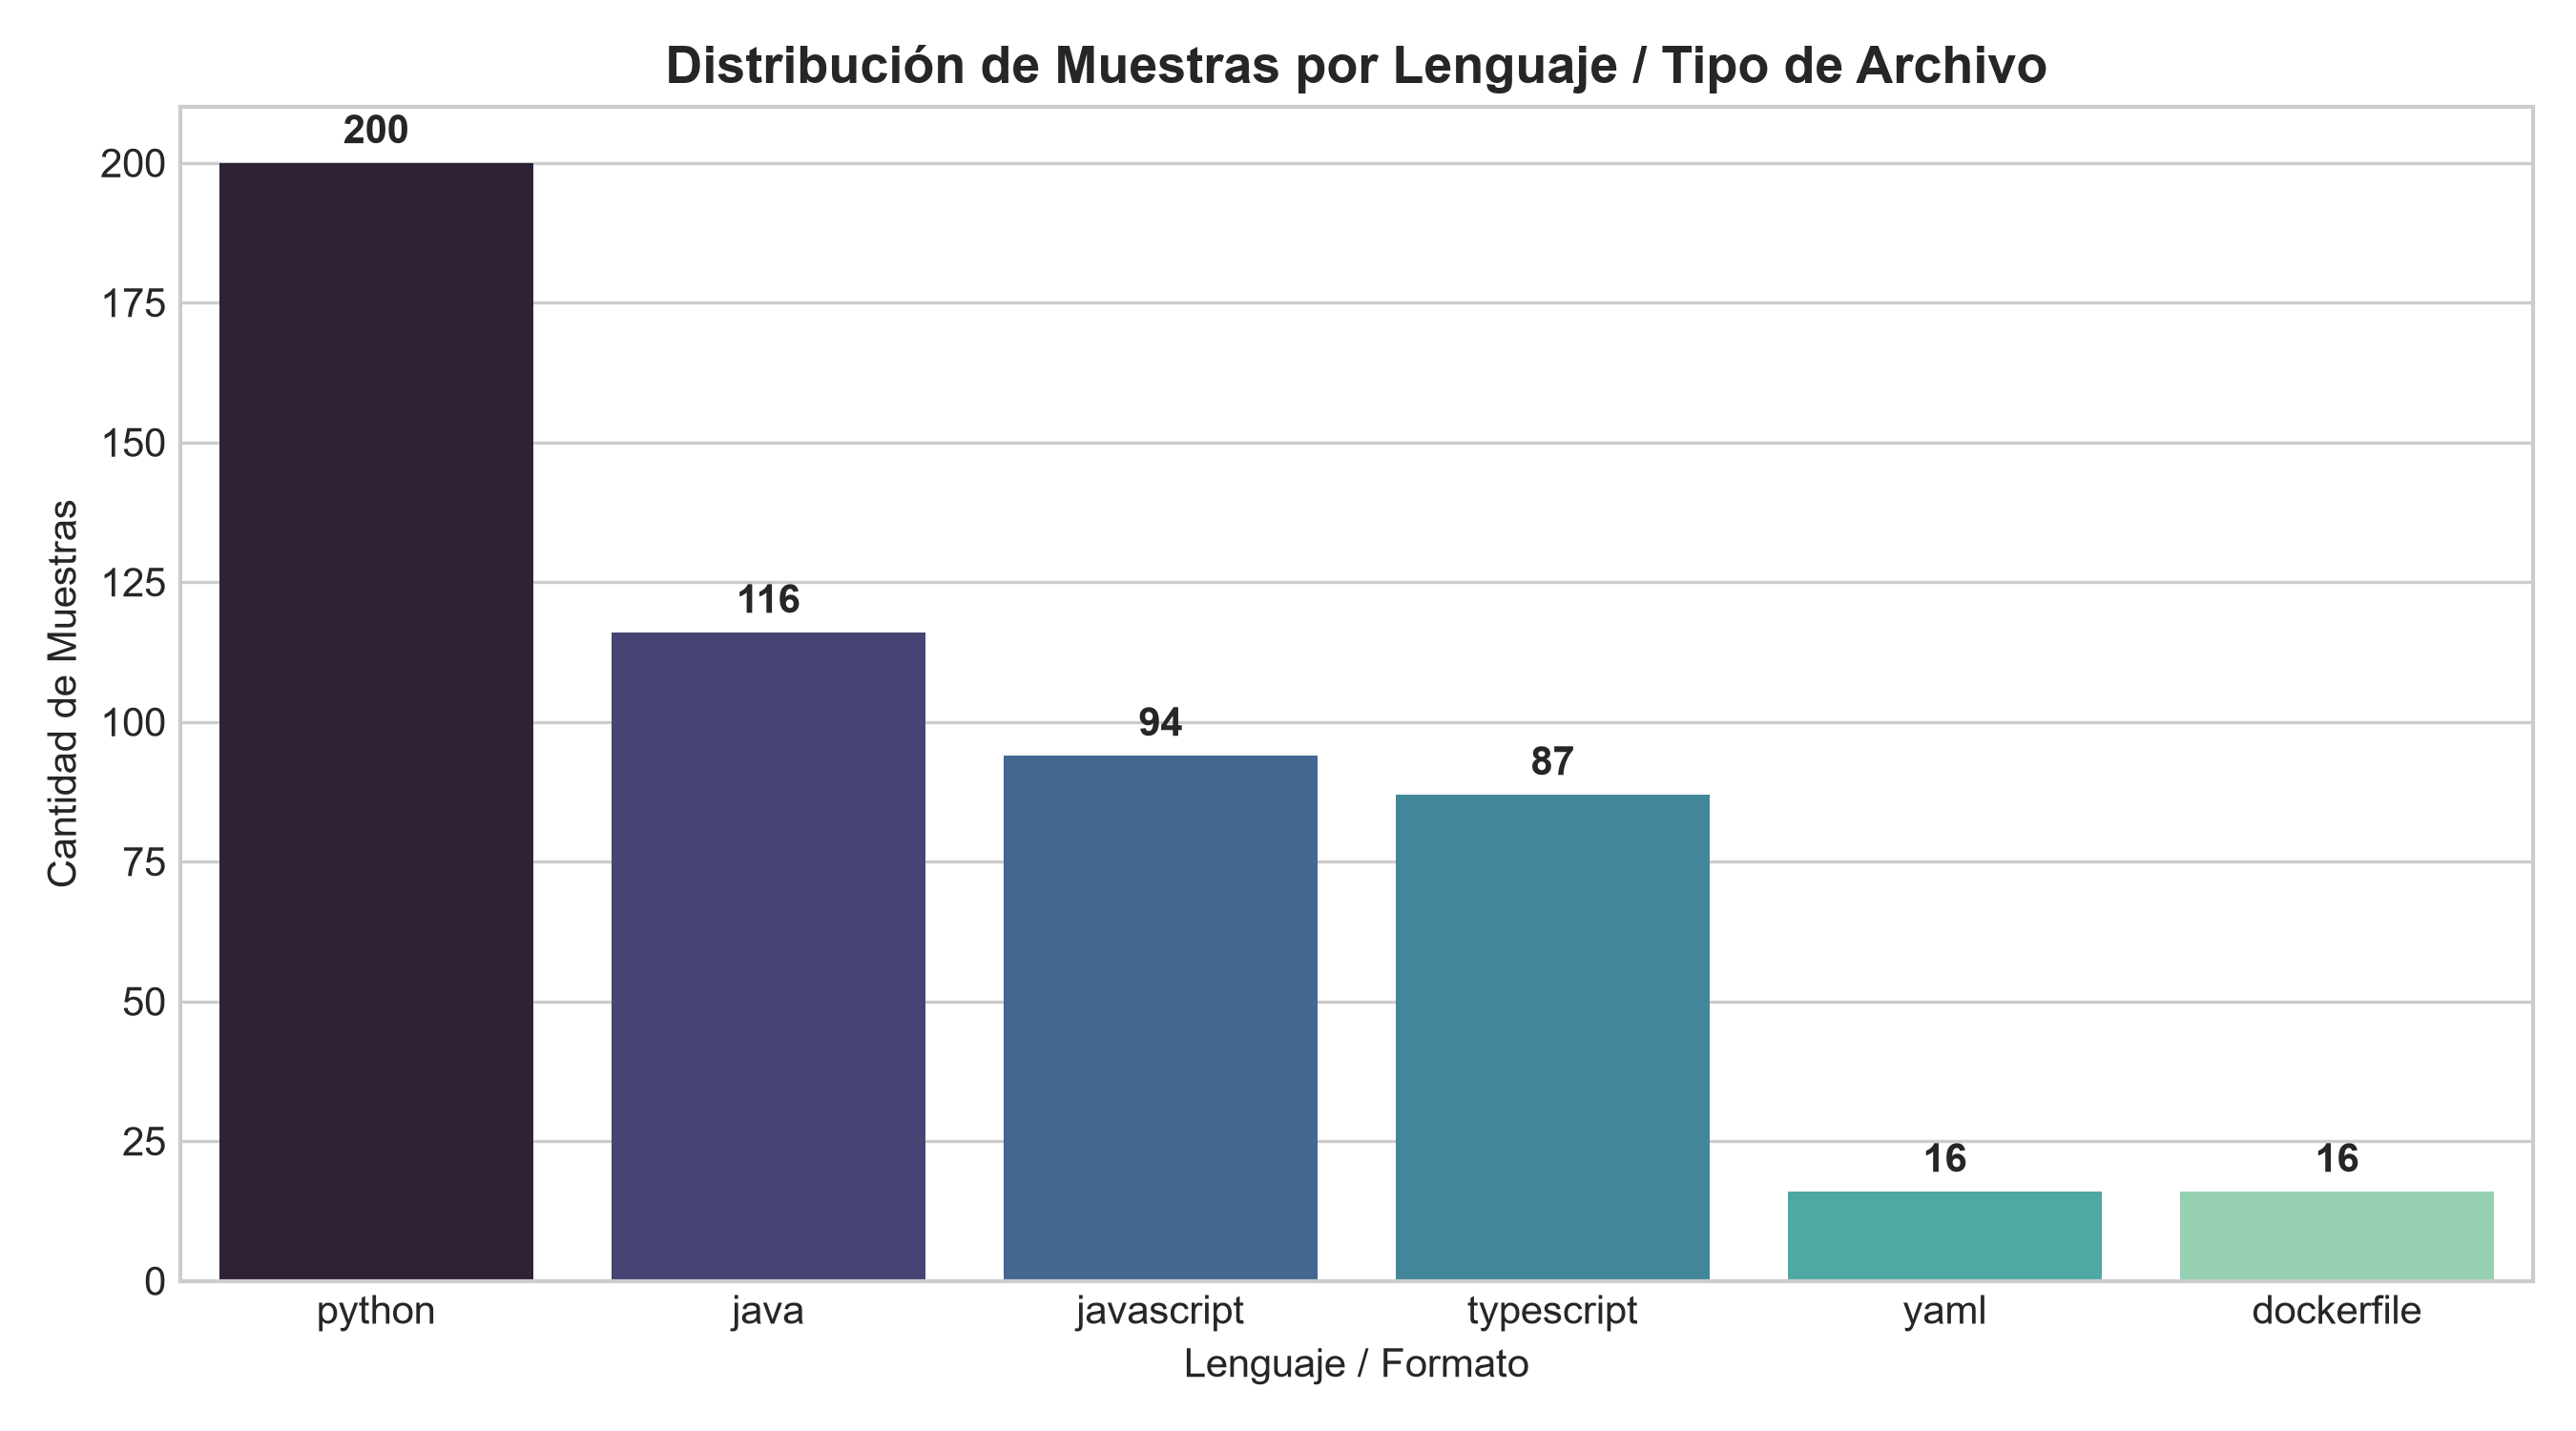 Distribución de Muestras por Lenguaje / Tipo de Archivo
200
200
175
150
125
116
100
94
87
75
50
25
16
16
0
Cantidad de Muestras
python
java
javascript
typescript
yaml
dockerfile
Lenguaje / Formato